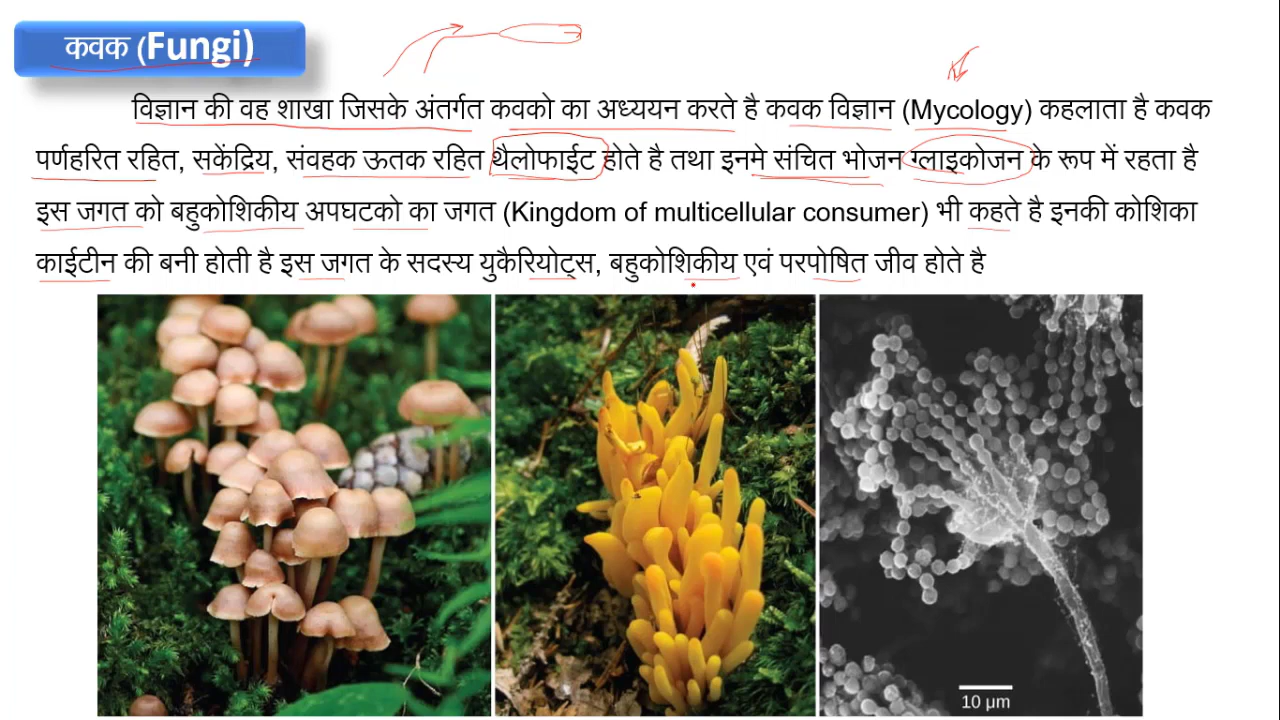 कवक (Fungi)
विज्ञान की वह शाखा जिसके अंतर्गत कवको का अध्ययन करते है कवक विज्ञान (Mycology) कहलाता है कवक
पर्णहरित रहित, सकेंद्रिय, संवहक ऊतक रहित थैलोफाईट होते है तथा इनमे संचित भोजन ग्लाइकोजन के रूप में रहता है
इस जगत को बहुकोशिकीय अपघटको का जगत (Kingdom of multicellular consumer) भी कहते है इनकी कोशिका
काईटीन की बनी होती है इस जगत के सदस्य युकैरियोट्स, बहुकोशिकीय एवं परपोषित जीव होते है
10 µm